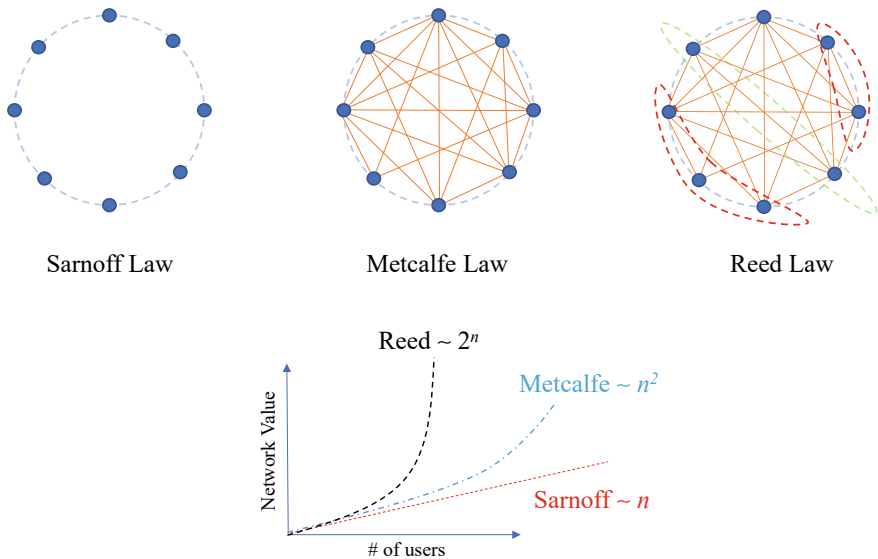 Sarnoff Law
Metcalfe Law
Reed Law
Reed ~ 2ⁿ
Metcalfe ~ n²
Sarnoff ~ n
Network Value
# of users